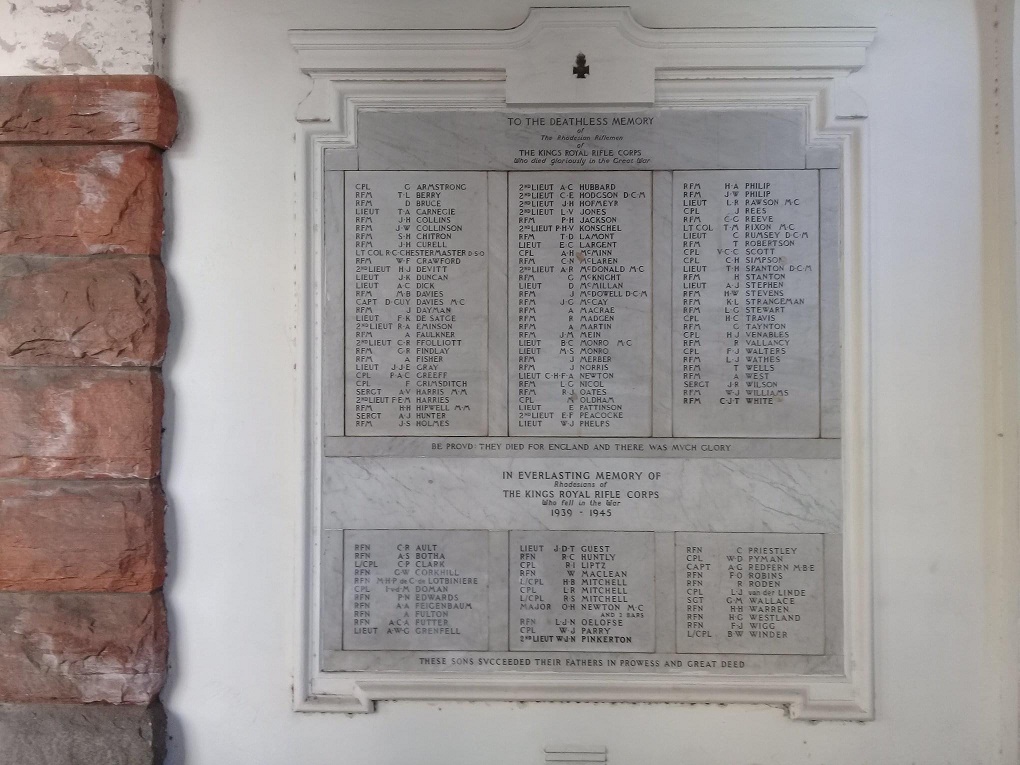 TO THE DEATHLESS MEMORY
of
The Rhodesian Riflemen
of
THE KINGS ROYAL RIFLE CORPS
Who died gloriously in the Great War
CPL G ARMSTRONG
RFM T·L BERRY
RFM D BRUCE
LIEUT T·A CARNEGIE
RFM J·H COLLINS
RFM J·W COLLINSON
RFM S·H CHITRON
RFM J·H CURELL
LT COL R·C·CHESTERMASTER D·S·O
RFM W·F CRAWFORD
2ND LIEUT H·J DEVITT
LIEUT J·K DUNCAN
LIEUT A·C DICK
RFM M·B DAVIES
CAPT D·GUY DAVIES M·C
RFM J DAYMAN
LIEUT F·K DE SATGE
2ND LIEUT R·A EMINSON
RFM A FAULKNER
2ND LIEUT C·R FFOLLIOTT
RFM G·R FINDLAY
RFM A FISHER
LIEUT J·J·E GRAY
CPL F·A·C GREEFF
CPL F GRIMSDITCH
SERGT A·V HARRIS M·M
2ND LIEUT F·E·M HARRIES
RFM H·H HIPWELL M·M
SERGT A·J HUNTER
RFM J·S HOLMES
2ND LIEUT A·C HUBBARD
2ND LIEUT C·E HODGSON D·C·M
2ND LIEUT J·H HOFMEYR
2ND LIEUT L·V JONES
RFM P·H JACKSON
2ND LIEUT P·H·V KONSCHEL
RFM T·D LAMONT
LIEUT E·C LARGENT
CPL A·H McMINN
RFM C·N McLAREN
2ND LIEUT A·R McDONALD M·C
RFM G McKNIGHT
LIEUT D McMILLAN
RFM J McDOWELL D·C·M
RFM J·G McCAY
RFM A MACRAE
RFM R MADGEN
RFM A MARTIN
RFM J·M MEIN
LIEUT B·C MONRO M·C
LIEUT M·S MONRO
RFM J MERBER
RFM J NORRIS
LIEUT C·H·F·A NEWTON
RFM L·G NICOL
RFM R·J OATES
CPL M OLDHAM
LIEUT E PATTINSON
2ND LIEUT E·F PEACOCKE
LIEUT W·J PHELPS
RFM H·A PHILIP
RFM J·W PHILIP
LIEUT L·R RAWSON M·C
CPL J REES
RFM C·G REEVE
LT COL T·M RIXON M·C
LIEUT C RUMSEY D·C·M
RFM T ROBERTSON
CPL V·C·C SCOTT
CPL C·H SIMPSON
LIEUT T·H SPANTON D·C·M
RFM H STANTON
LIEUT A·J STEPHEN
RFM H·W STEVENS
RFM K·L STRANGEMAN
RFM L·G STEWART
CPL H·C TRAVIS
RFM G TAYNTON
CPL H·J VENABLES
RFM R VALLANCY
CPL F·J WALTERS
RFM L·J WATHES
RFM T WELLS
RFM A WEST
SERGT J·R WILSON
RFM W·J WILLIAMS
RFM C·J·T WHITE
BE PROVD: THEY DIED FOR ENGLAND AND THERE WAS MVCH GLORY
IN EVERLASTING MEMORY OF
Rhodesians of
THE KINGS ROYAL RIFLE CORPS
Who fell in the War
1939 - 1945
RFN C·R AULT
RFN A·S BOTHA
L/CPL C·P CLARK
RFN G·W CORKHILL
RFN M·H·P de C· de LOTBINIERE
CPL F·v·d·M DOMAN
RFN P·N EDWARDS
RFN A·A FEIGENBAUM
RFN A FULTON
RFN A·C·A FUTTER
LIEUT A·W·G GRENFELL
LIEUT J·D·T GUEST
RFN R·C HUNTLY
CPL R·I LIPTZ
RFN W MACLEAN
L/CPL H·B MITCHELL
CPL L·R MITCHELL
L/CPL R·S MITCHELL
MAJOR O·H NEWTON M·C
AND 2 BARS
RFN L·J·N OELOFSE
CPL W·J PARRY
2ND LIEUT W·J·N PINKERTON
RFN C PRIESTLEY
CPL W·D PYMAN
CAPT A·G REDFERN M·B·E
RFN F·O ROBINS
RFN R RODEN
CPL L·J van der LINDE
SGT G·M WALLACE
RFN H·H WARREN
RFN H·G WESTLAND
RFN F·J WIGG
L/CPL B·W WINDER
THESE SONS SVCCEEDED THEIR FATHERS IN PROWESS AND GREAT DEED